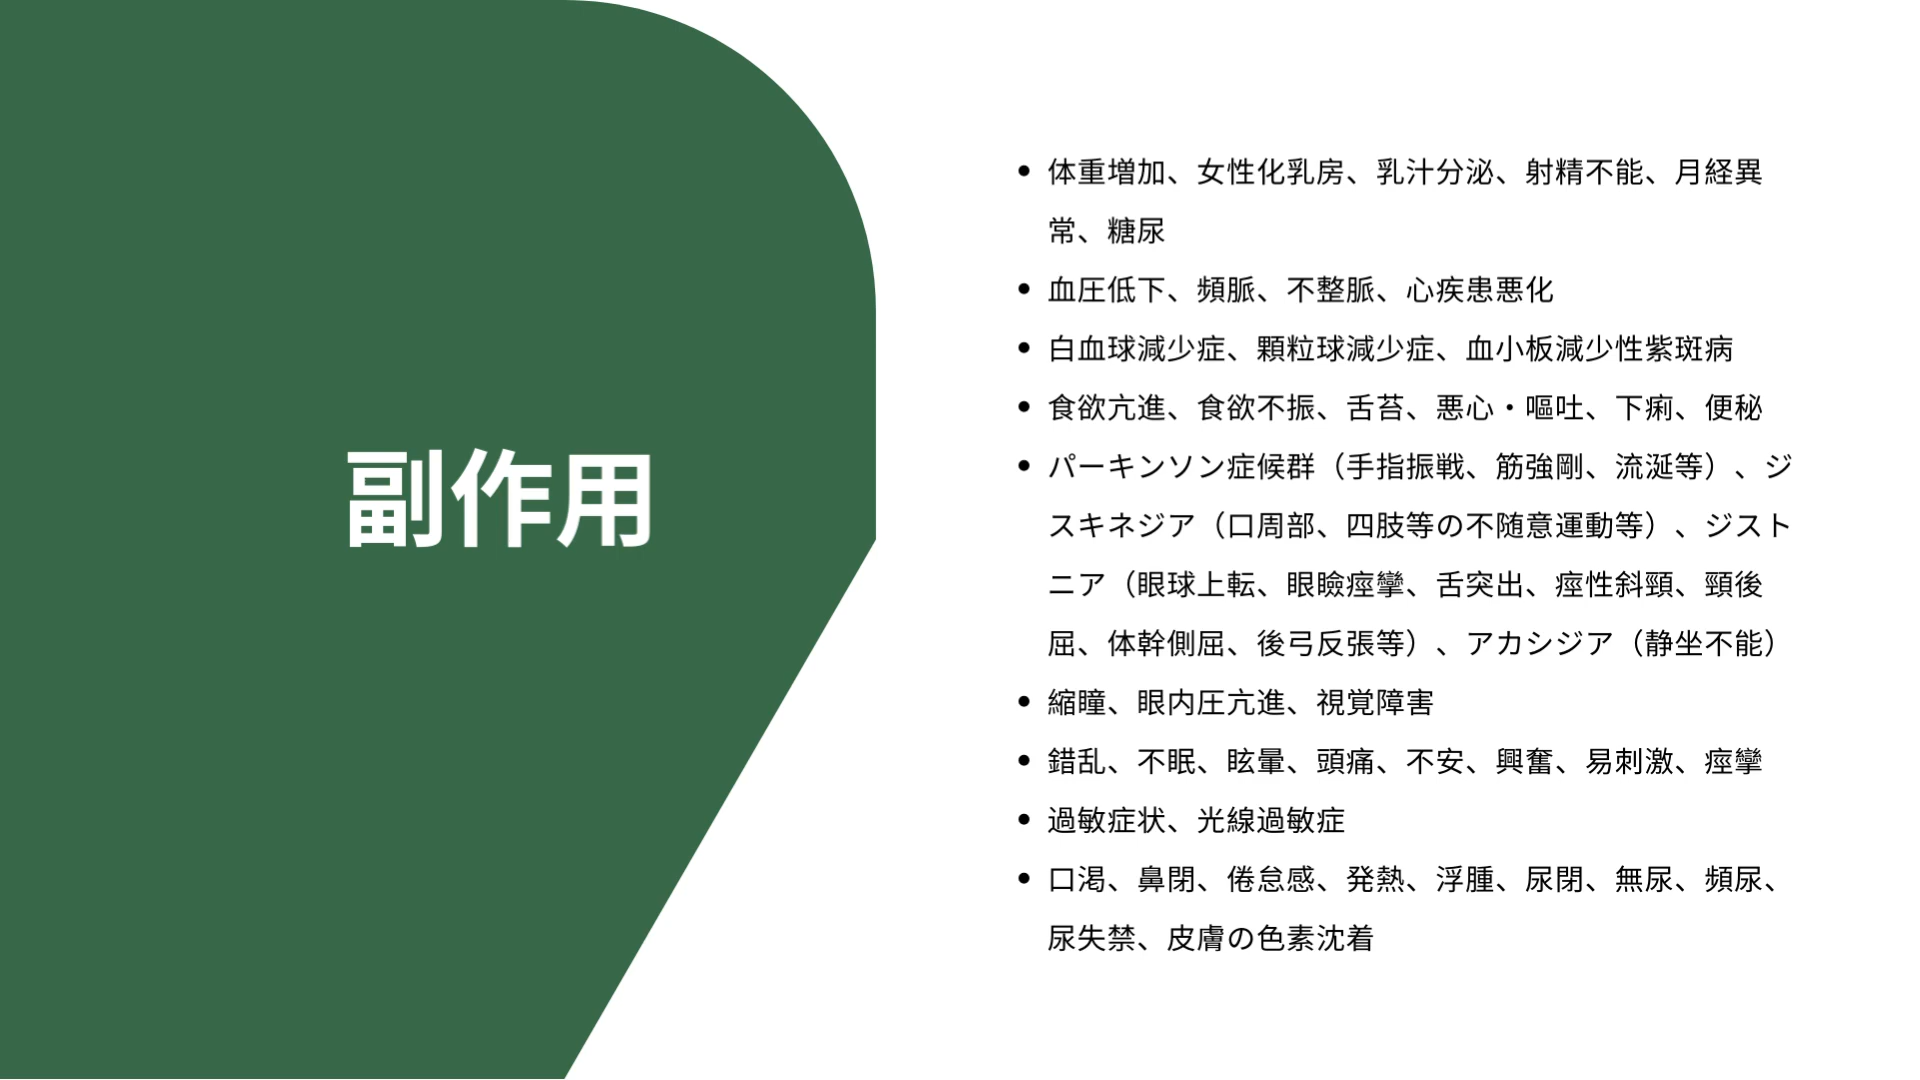 副作用
• 体重増加、女性化乳房、乳汁分泌、射精不能、月経異
常、糖尿
• 血圧低下、頻脈、不整脈、心疾患悪化
• 白血球減少症、顆粒球減少症、血小板減少性紫斑病
• 食欲亢進、食欲不振、舌苔、悪心・嘔吐、下痢、便秘
• パーキンソン症候群（手指振戦、筋強剛、流涎等）、ジ
スキネジア（口周部、四肢等の不随意運動等）、ジスト
ニア（眼球上転、眼瞼痙攣、舌突出、痙性斜頸、頸後
屈、体幹側屈、後弓反張等）、アカシジア（静坐不能）
• 縮瞳、眼内圧亢進、視覚障害
• 錯乱、不眠、眩暈、頭痛、不安、興奮、易刺激、痙攣
• 過敏症状、光線過敏症
• 口渇、鼻閉、倦怠感、発熱、浮腫、尿閉、無尿、頻尿、
尿失禁、皮膚の色素沈着